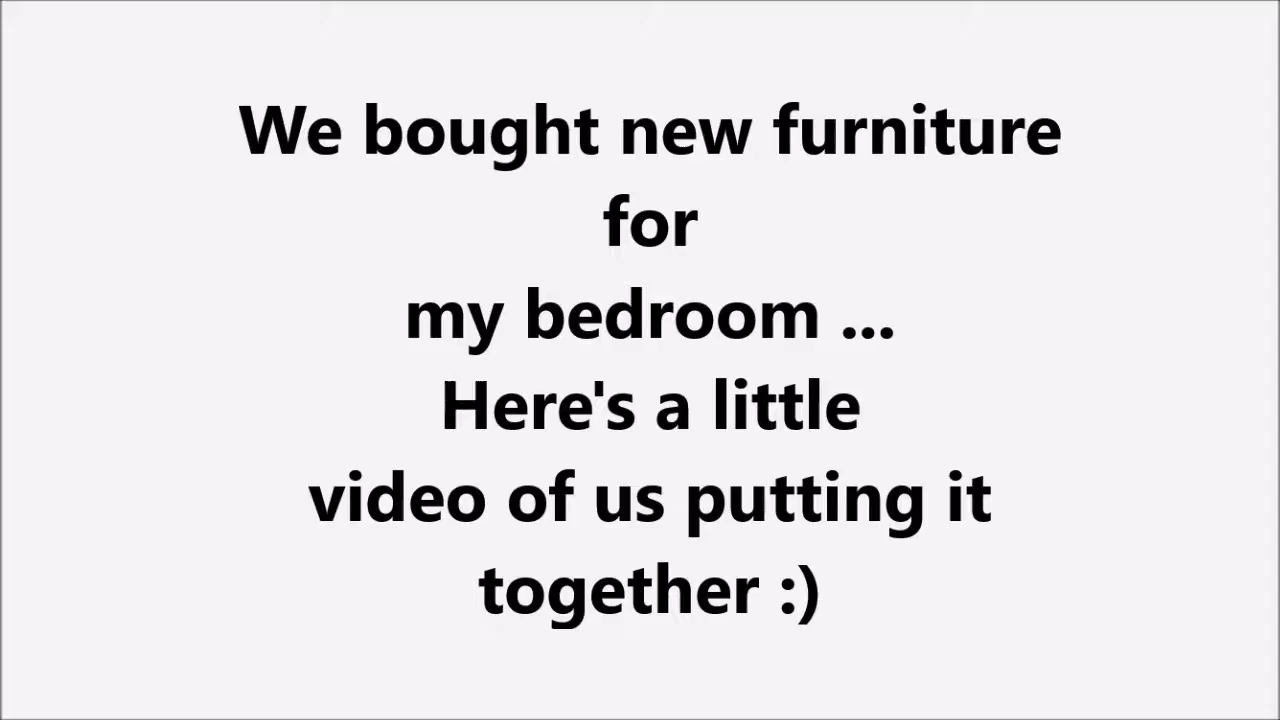 We bought new furniture
for
my bedroom ...
Here's a little
video of us putting it
together :)